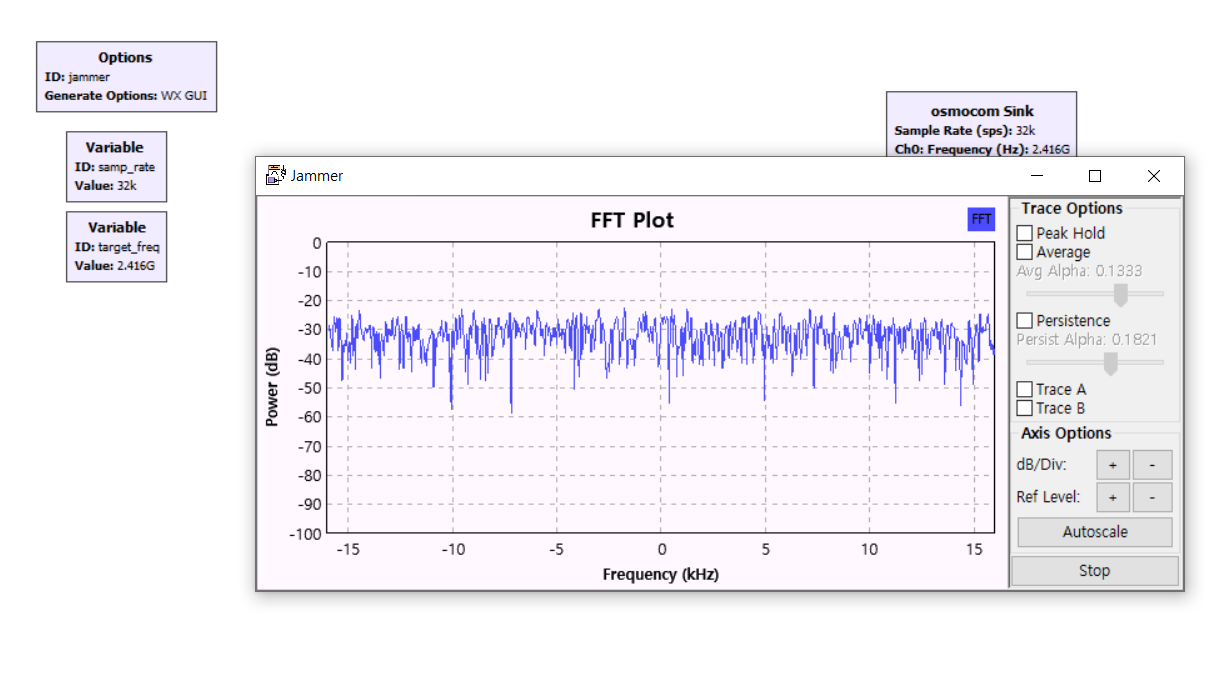 Options
ID: jammer
Generate Options: WX GUI
Variable
ID: samp_rate
Value: 32k
Variable
ID: target_freq
Value: 2.416G
osmocom Sink
Sample Rate (sps): 32k
Ch0: Frequency (Hz): 2.416G
Jammer
FFT Plot
FFT
Power (dB)
0
-10
-20
-30
-40
-50
-60
-70
-80
-90
-100
-15
-10
-5
0
5
10
15
Frequency (kHz)
Trace Options
Peak Hold
Average
Avg Alpha: 0.1333
Persistence
Persist Alpha: 0.1821
Trace A
Trace B
Axis Options
dB/Div: + -
Ref Level: + -
Autoscale
Stop